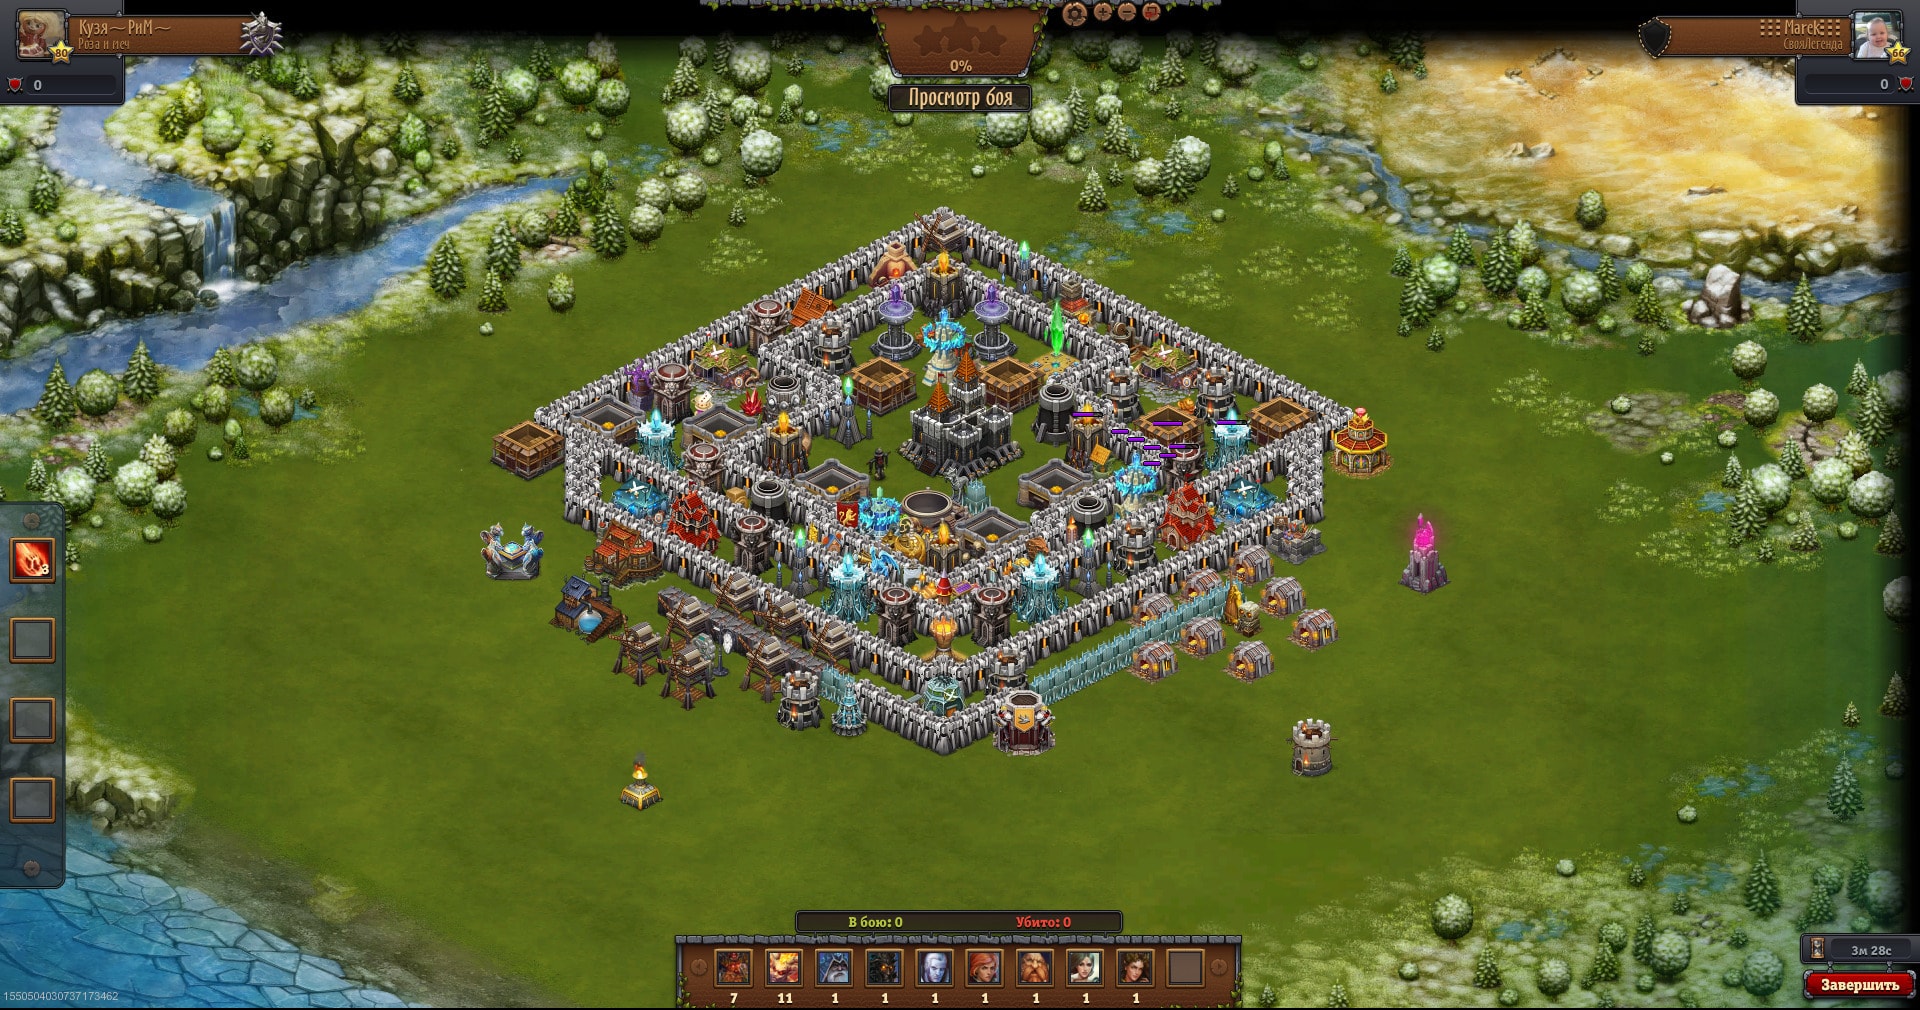 Кузя~РиМ~
Роза и меч
80
0
0%
Просмотр боя
Marek
СвояЛегенда
66
0
3
В бою: 0
Убито: 0
7 11 1 1 1 1 1 1 1
3м 28с
Завершить
1550504030737173462